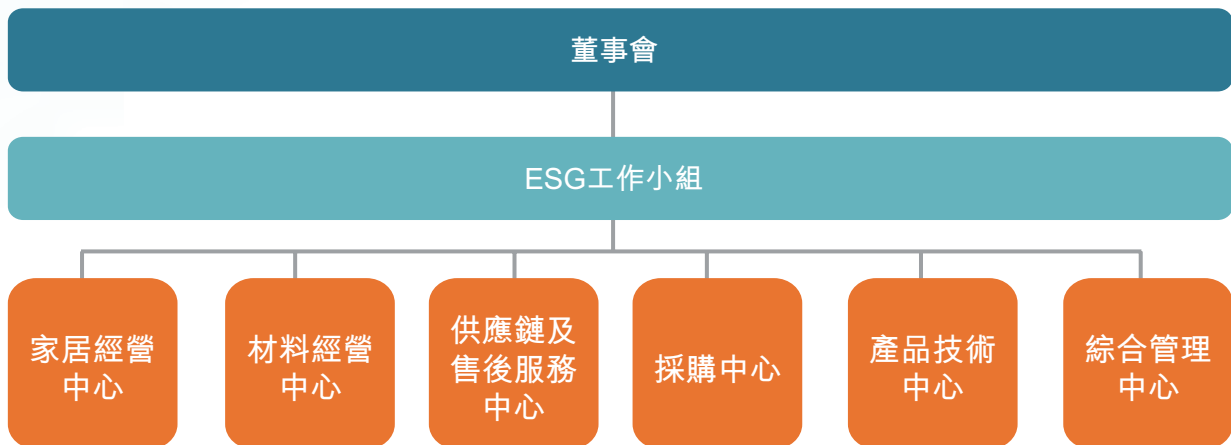 董事會
ESG工作小組
家居經營
中心
材料經營
中心
供應鏈及
售後服務
中心
採購中心
產品技術
中心
綜合管理
中心